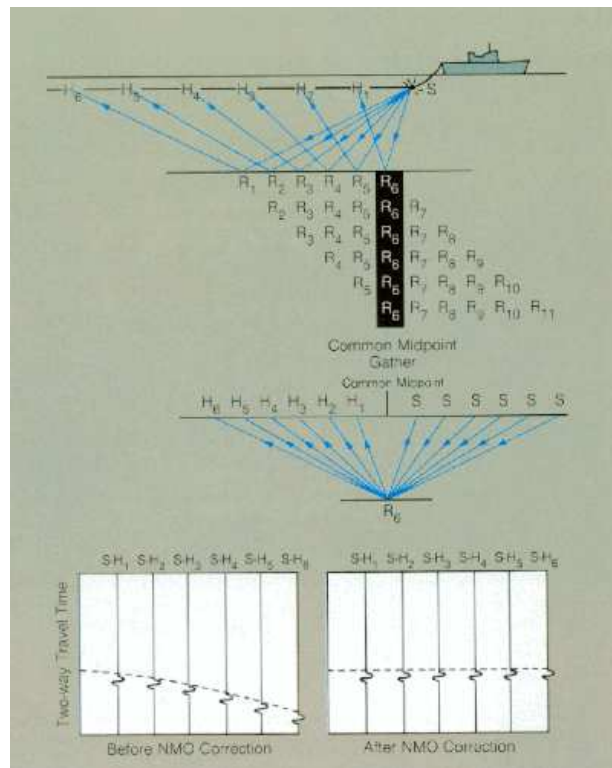 H₆ H₅ H₄ H₃ H₂ H₁ S
R₁ R₂ R₃ R₄ R₅ R₆
R₂ R₃ R₄ R₅ R₆ R₇
R₃ R₄ R₅ R₆ R₇ R₈
R₄ R₅ R₆ R₇ R₈ R₉
R₅ R₆ R₇ R₈ R₉ R₁₀
R₆ R₇ R₈ R₉ R₁₀ R₁₁
Common Midpoint
Gather
Common Midpoint
H₆ H₅ H₄ H₃ H₂ H₁ S S S S S S
R₆
S-H₁ S-H₂ S-H₃ S-H₄ S-H₅ S-H₆
Two-way Travel Time
Before NMO Correction
S-H₁ S-H₂ S-H₃ S-H₄ S-H₅ S-H₆
After NMO Correction